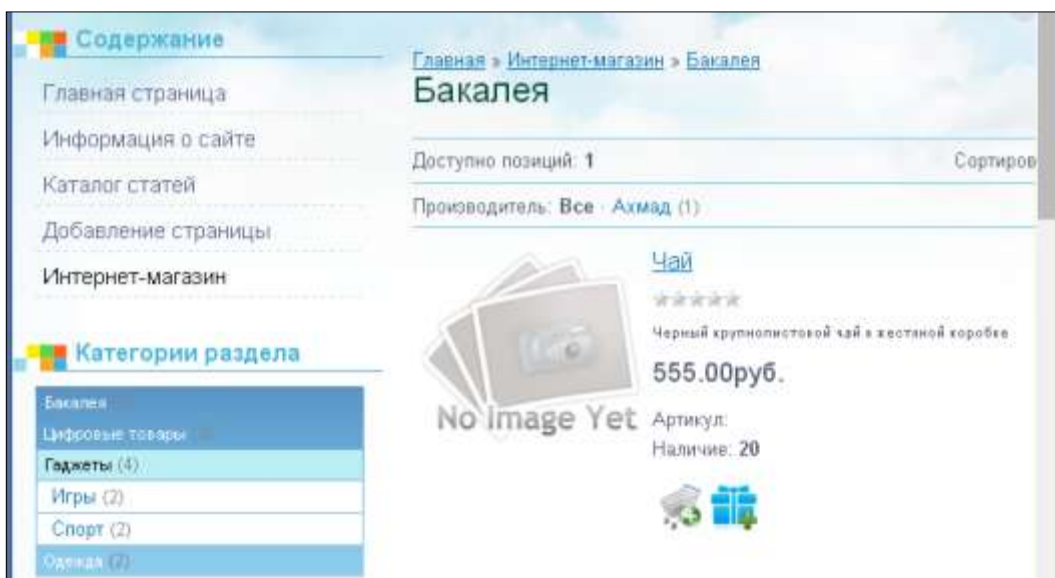 Содержание
Главная страница
Информация о сайте
Каталог статей
Добавление страницы
Интернет-магазин
Категории раздела
Бакалея
Цифровые товары
Гаджеты (4)
Игры (2)
Спорт (2)
Одежда (2)
Главная » Интернет-магазин » Бакалея
Бакалея
Доступно позиций: 1 Сортиров
Производитель: Все · Ахмад (1)
No Image Yet
Чай
Черный крупнолистовой чай в жестяной коробке
555.00руб.
Артикул:
Наличие: 20